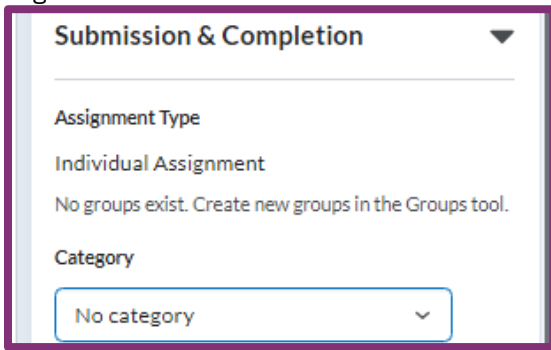 Submission & Completion
Assignment Type
Individual Assignment
No groups exist. Create new groups in the Groups tool.
Category
No category